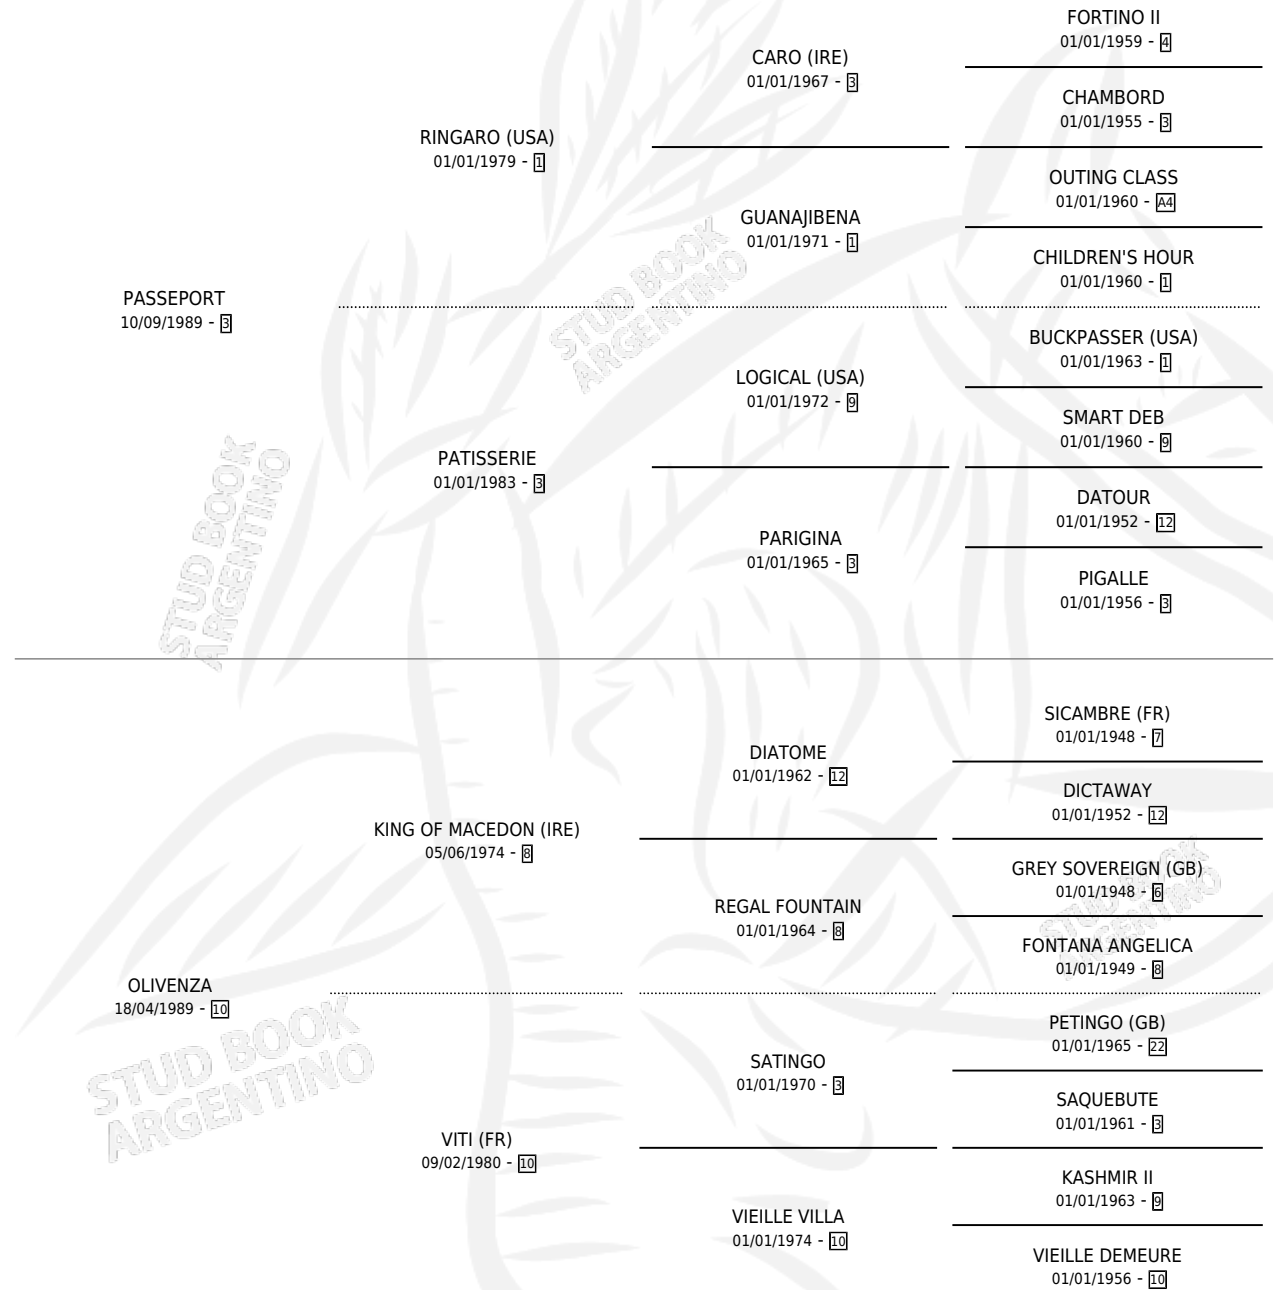 FORTINO II
01/01/1959 - 4
CARO (IRE)
01/01/1967 - 3
CHAMBORD
01/01/1955 - 3
RINGARO (USA)
01/01/1979 - 1
OUTING CLASS
01/01/1960 - A4
GUANAJIBENA
01/01/1971 - 1
CHILDREN'S HOUR
01/01/1960 - 1
PASSEPORT
10/09/1989 - 3
BUCKPASSER (USA)
01/01/1963 - 1
LOGICAL (USA)
01/01/1972 - 9
SMART DEB
01/01/1960 - 9
PATISSERIE
01/01/1983 - 3
DATOUR
01/01/1952 - 12
PARIGINA
01/01/1965 - 3
PIGALLE
01/01/1956 - 3
SICAMBRE (FR)
01/01/1948 - 7
DIATOME
01/01/1962 - 12
DICTAWAY
01/01/1952 - 12
KING OF MACEDON (IRE)
05/06/1974 - 8
GREY SOVEREIGN (GB)
01/01/1948 - 6
REGAL FOUNTAIN
01/01/1964 - 8
FONTANA ANGELICA
01/01/1949 - 8
OLIVENZA
18/04/1989 - 10
PETINGO (GB)
01/01/1965 - 22
SATINGO
01/01/1970 - 3
SAQUEBUTE
01/01/1961 - 3
VITI (FR)
09/02/1980 - 10
KASHMIR II
01/01/1963 - 9
VIEILLE VILLA
01/01/1974 - 10
VIEILLE DEMEURE
01/01/1956 - 10
STUD BOOK
ARGENTINO
STUD BOOK
ARGENTINO
STUD BOOK
ARGENTINO
STUD BOOK
ARGENTINO